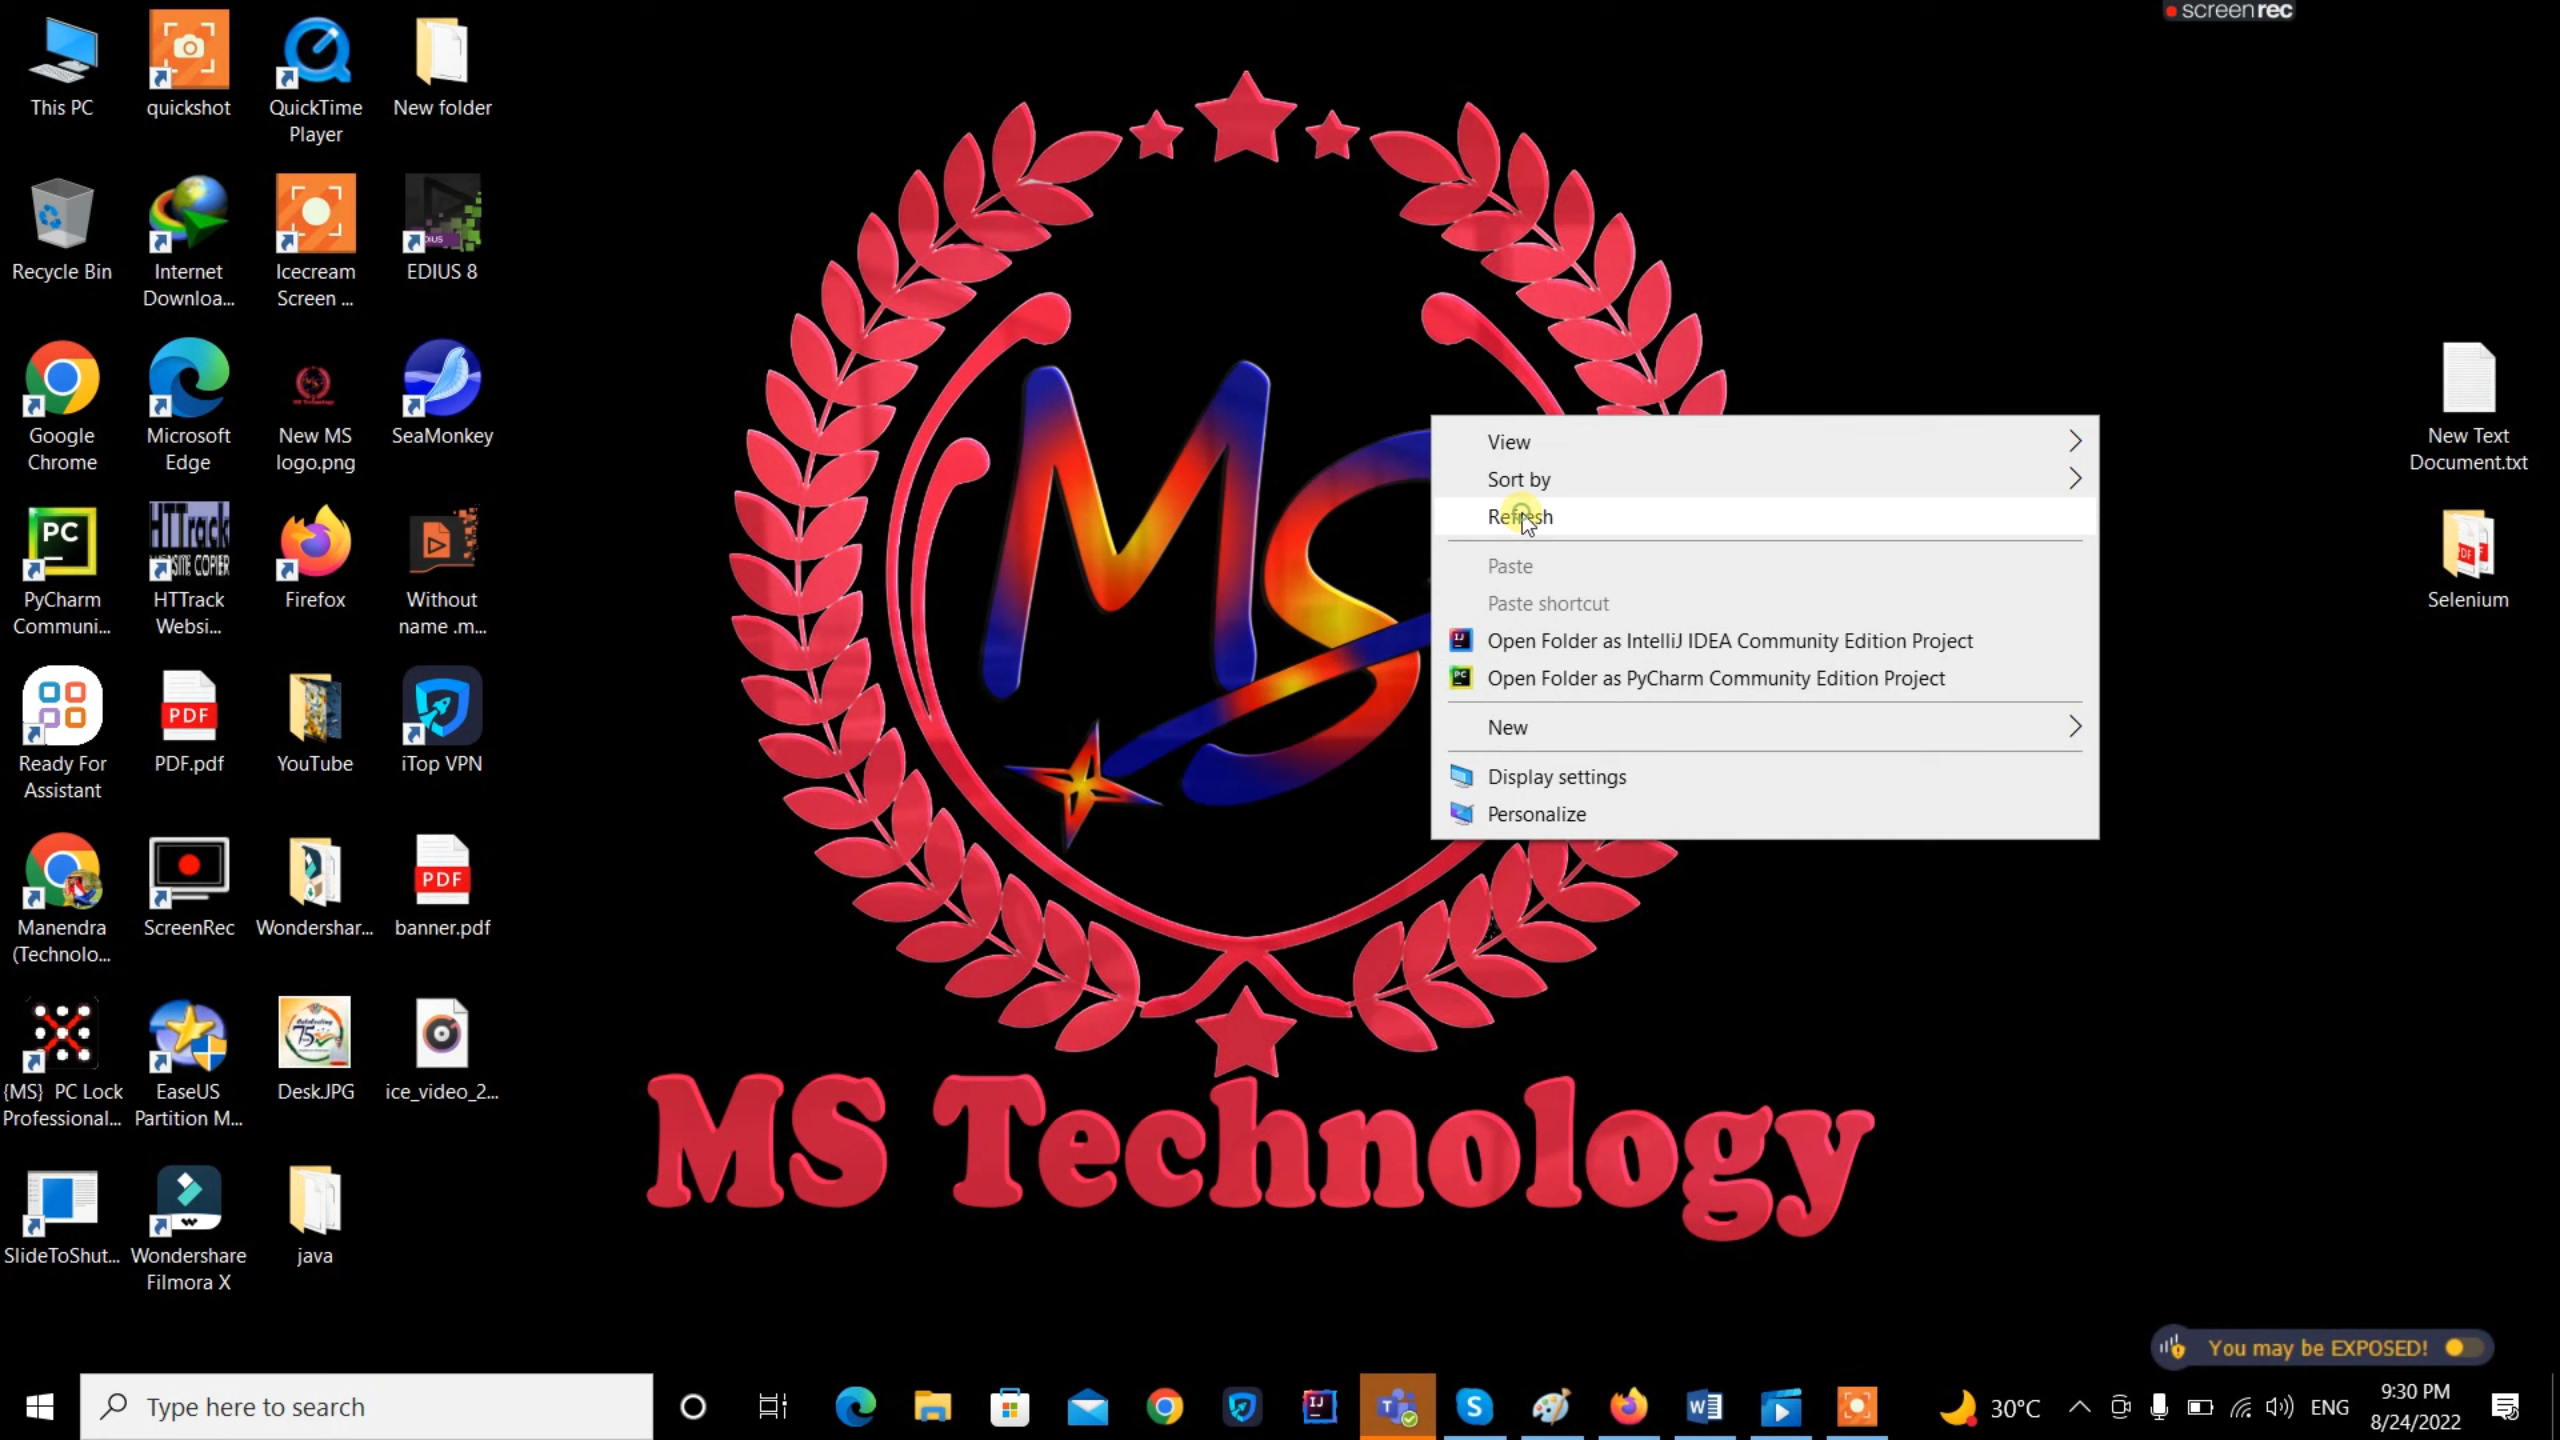 screenrec
This PC
quickshot
QuickTime
Player
New folder
Recycle Bin
Internet
Downloa...
Icecream
Screen ...
EDIUS 8
Google
Chrome
Microsoft
Edge
New MS
logo.png
SeaMonkey
PyCharm
Communi...
HTTrack
Websi...
Firefox
Without
name .m...
Ready For
Assistant
PDF
PDF.pdf
YouTube
iTop VPN
Manendra
(Technolo...
ScreenRec
Wondershar...
PDF
banner.pdf
{MS} PC Lock
Professional...
EaseUS
Partition M...
DeskJPG
ice_video_2...
SlideToShut...
Wondershare
Filmora X
java
MS
MS Technology
View
Sort by
Refresh
Paste
Paste shortcut
Open Folder as IntelliJ IDEA Community Edition Project
Open Folder as PyCharm Community Edition Project
New
Display settings
Personalize
New Text
Document.txt
Selenium
You may be EXPOSED!
Type here to search
30°C
ENG
9:30 PM
8/24/2022